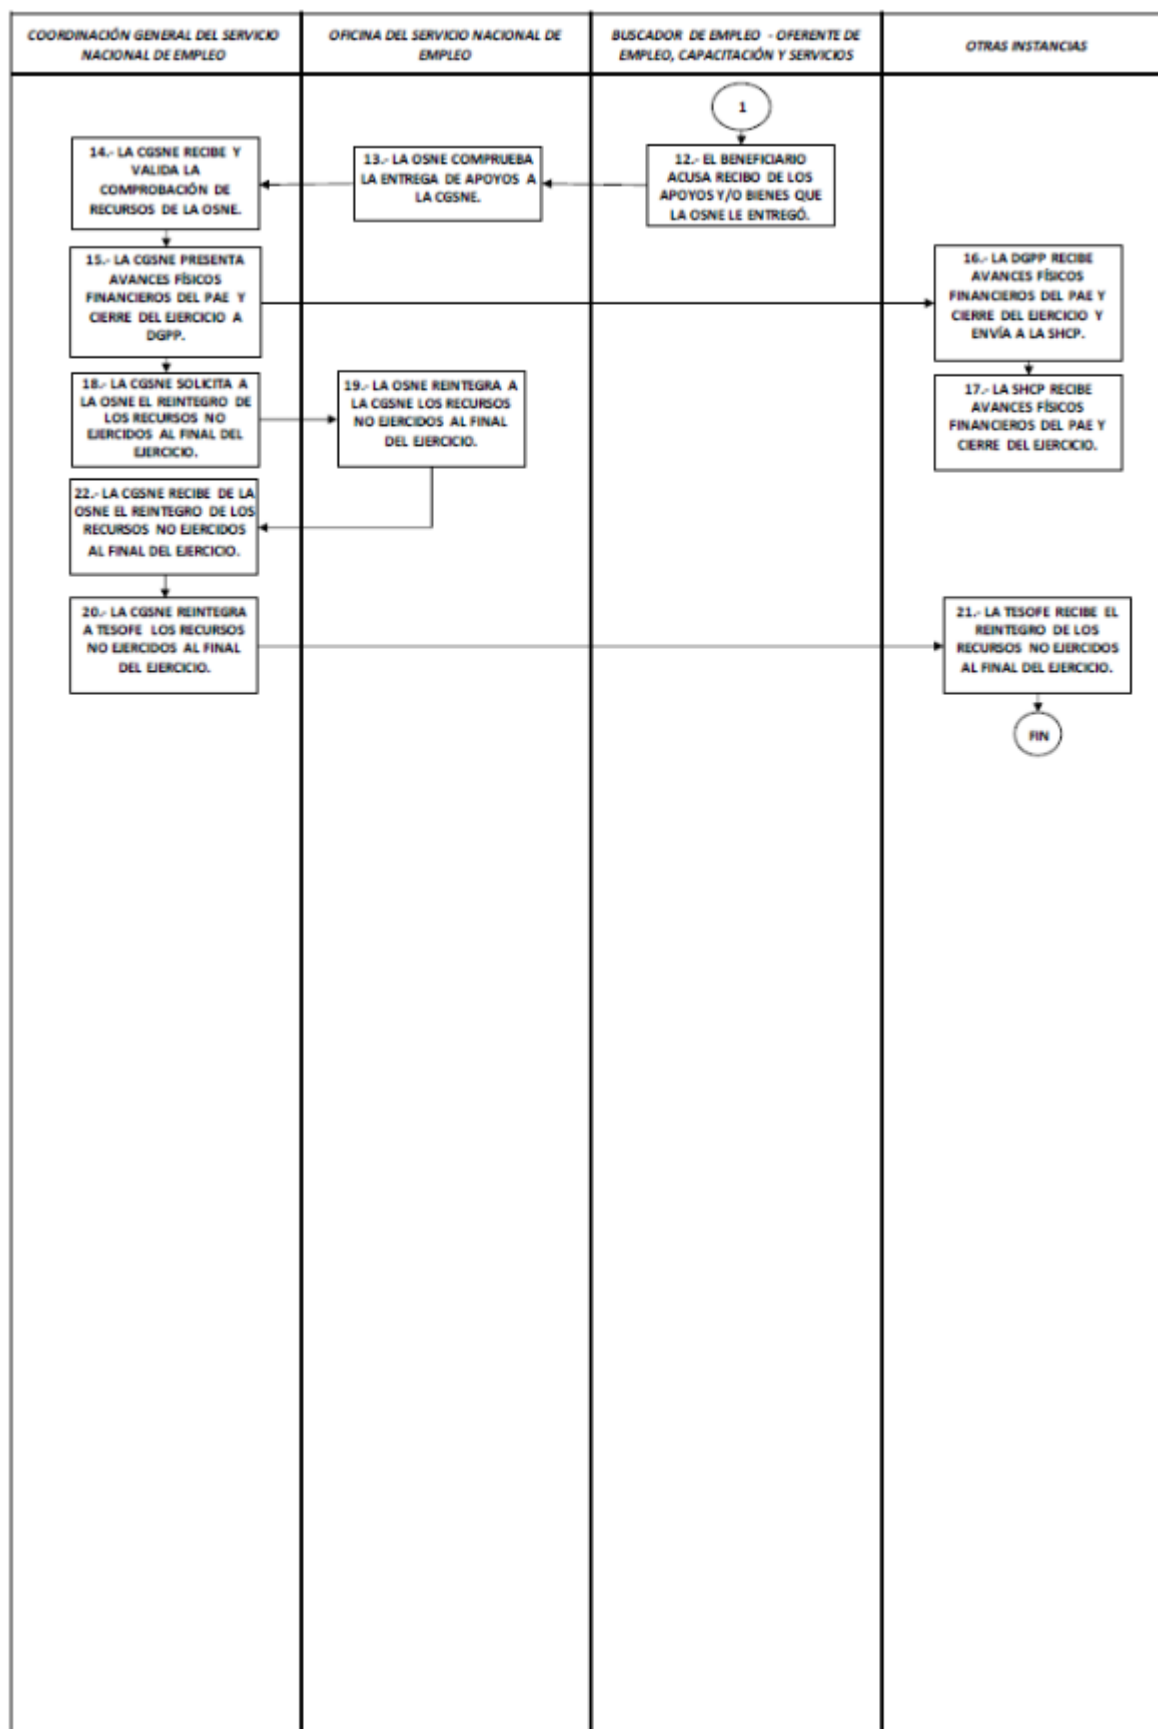 COORDINACIÓN GENERAL DEL SERVICIO
NACIONAL DE EMPLEO
OFICINA DEL SERVICIO NACIONAL DE
EMPLEO
BUSCADOR DE EMPLEO - OFERENTE DE
EMPLEO, CAPACITACIÓN Y SERVICIOS
OTRAS INSTANCIAS
1
12.- EL BENEFICIARIO
ACUSA RECIBO DE LOS
APOYOS Y/O BIENES QUE
LA OSNE LE ENTREGÓ.
13.- LA OSNE COMPRUEBA
LA ENTREGA DE APOYOS A
LA CGSNE.
14.- LA CGSNE RECIBE Y
VALIDA LA
COMPROBACIÓN DE
RECURSOS DE LA OSNE.
15.- LA CGSNE PRESENTA
AVANCES FÍSICOS
FINANCIEROS DEL PAE Y
CIERRE DEL EJERCICIO A
DGPP.
16.- LA DGPP RECIBE
AVANCES FÍSICOS
FINANCIEROS DEL PAE Y
CIERRE DEL EJERCICIO Y
ENVÍA A LA SHCP.
17.- LA SHCP RECIBE
AVANCES FÍSICOS
FINANCIEROS DEL PAE Y
CIERRE DEL EJERCICIO.
18.- LA CGSNE SOLICITA A
LA OSNE EL REINTEGRO DE
LOS RECURSOS NO
EJERCIDOS AL FINAL DEL
EJERCICIO.
19.- LA OSNE REINTEGRA A
LA CGSNE LOS RECURSOS
NO EJERCIDOS AL FINAL
DEL EJERCICIO.
22.- LA CGSNE RECIBE DE LA
OSNE EL REINTEGRO DE LOS
RECURSOS NO EJERCIDOS
AL FINAL DEL EJERCICIO.
20.- LA CGSNE REINTEGRA
A TESOFE LOS RECURSOS
NO EJERCIDOS AL FINAL
DEL EJERCICIO.
21.- LA TESOFE RECIBE EL
REINTEGRO DE LOS
RECURSOS NO EJERCIDOS
AL FINAL DEL EJERCICIO.
FIN